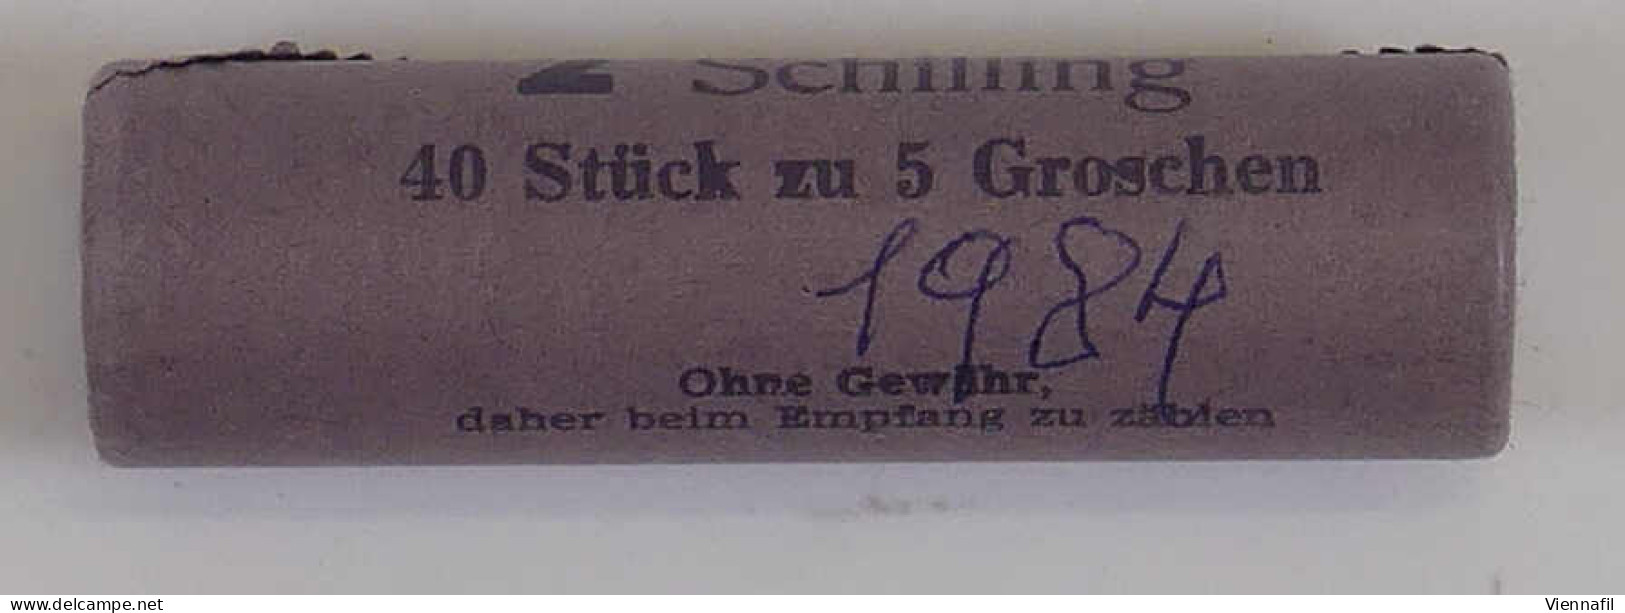 2 Schilling
40 Stück zu 5 Groschen
1984
Ohne Gewähr,
daher beim Empfang zu zählen
www.delcampe.net
Viennafil